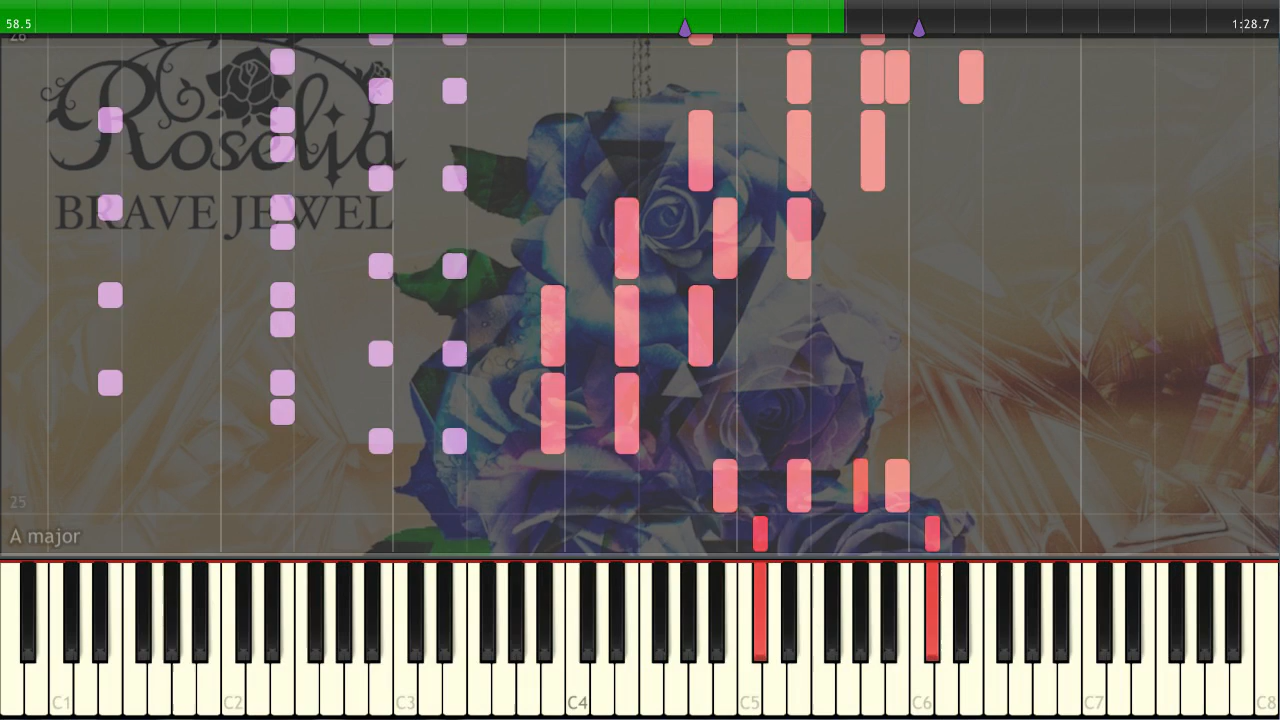 58.5
1:28.7
26
Roselia
BRAVE JEWEL
25
A major
C1 C2 C3 C4 C5 C6 C7 C8